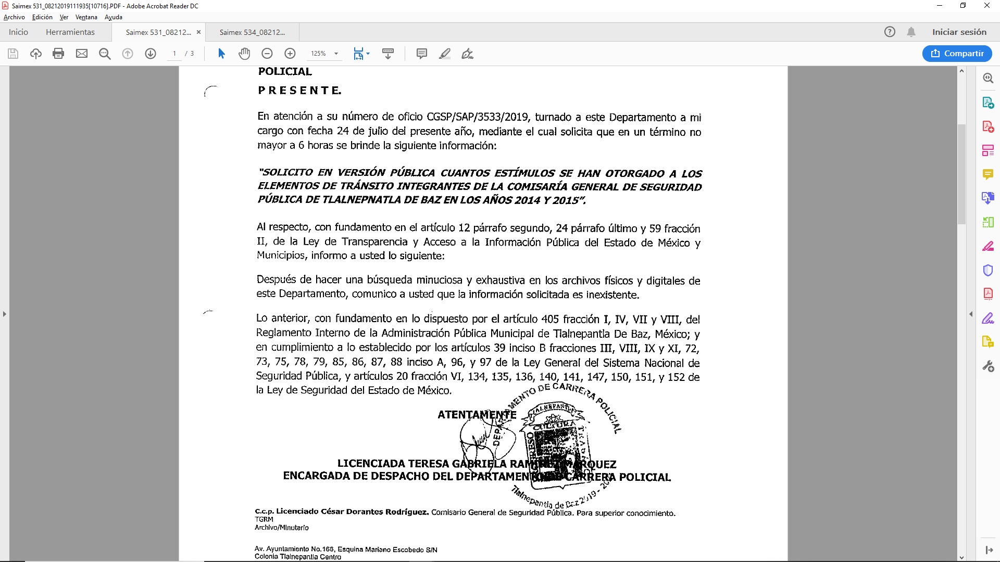 Saimex 531_08212019111935[10716].PDF - Adobe Acrobat Reader DC
Archivo Edición Ver Ventana Ayuda
Inicio Herramientas Saimex 531_08212... Saimex 534_08212... Iniciar sesión
1 / 3 125% Compartir
POLICIAL
P R E S E N T E.
En atención a su número de oficio CGSP/SAP/3533/2019, turnado a este Departamento a mi
cargo con fecha 24 de julio del presente año, mediante el cual solicita que en un término no
mayor a 6 horas se brinde la siguiente información:
"SOLICITO EN VERSIÓN PÚBLICA CUANTOS ESTÍMULOS SE HAN OTORGADO A LOS
ELEMENTOS DE TRÁNSITO INTEGRANTES DE LA COMISARÍA GENERAL DE SEGURIDAD
PÚBLICA DE TLALNEPNATLA DE BAZ EN LOS AÑOS 2014 Y 2015".
Al respecto, con fundamento en el artículo 12 párrafo segundo, 24 párrafo último y 59 fracción
II, de la Ley de Transparencia y Acceso a la Información Pública del Estado de México y
Municipios, informo a usted lo siguiente:
Después de hacer una búsqueda minuciosa y exhaustiva en los archivos físicos y digitales de
este Departamento, comunico a usted que la información solicitada es inexistente.
Lo anterior, con fundamento en lo dispuesto por el artículo 405 fracción I, IV, VII y VIII, del
Reglamento Interno de la Administración Pública Municipal de Tlalnepantla De Baz, México; y
en cumplimiento a lo establecido por los artículos 39 inciso B fracciones III, VIII, IX y XI, 72,
73, 75, 78, 79, 85, 86, 87, 88 inciso A, 96, y 97 de la Ley General del Sistema Nacional de
Seguridad Pública, y artículos 20 fracción VI, 134, 135, 136, 140, 141, 147, 150, 151, y 152 de
la Ley de Seguridad del Estado de México.
DEPARTAMENTO DE CARRERA POLICIAL
ATENTAMENTE
TLALNEPANTLA
CULTURA
LICENCIADA TERESA GABRIELA RAMÍREZ MÁRQUEZ
ENCARGADA DE DESPACHO DEL DEPARTAMENTO DE CARRERA POLICIAL
Tlalnepantla de Baz 2019 -
C.c.p. Licenciado César Dorantes Rodríguez. Comisario General de Seguridad Pública. Para superior conocimiento.
TGRM
Archivo/Minutario
Av. Ayuntamiento No.166, Esquina Mariano Escobedo S/N
Colonia Tlalnepantla Centro